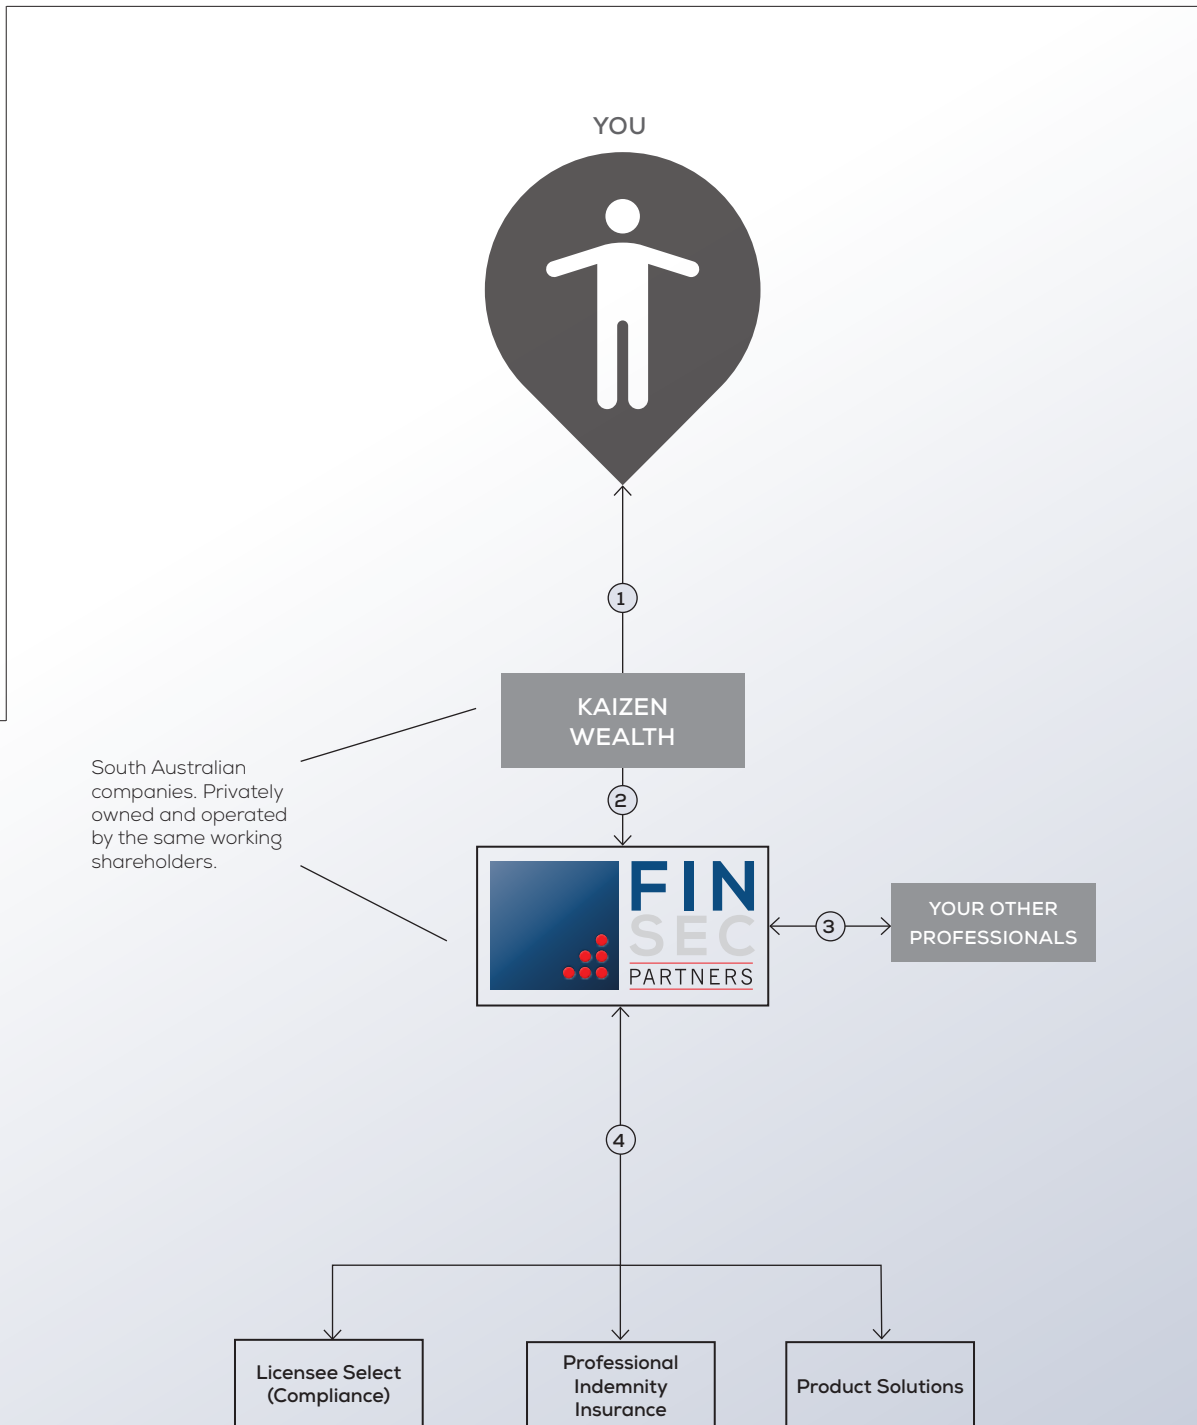 YOU
1
KAIZEN
WEALTH
South Australian
companies. Privately
owned and operated
by the same working
shareholders.
2
FIN
SEC
PARTNERS
3
YOUR OTHER
PROFESSIONALS
4
Licensee Select
(Compliance)
Professional
Indemnity
Insurance
Product Solutions